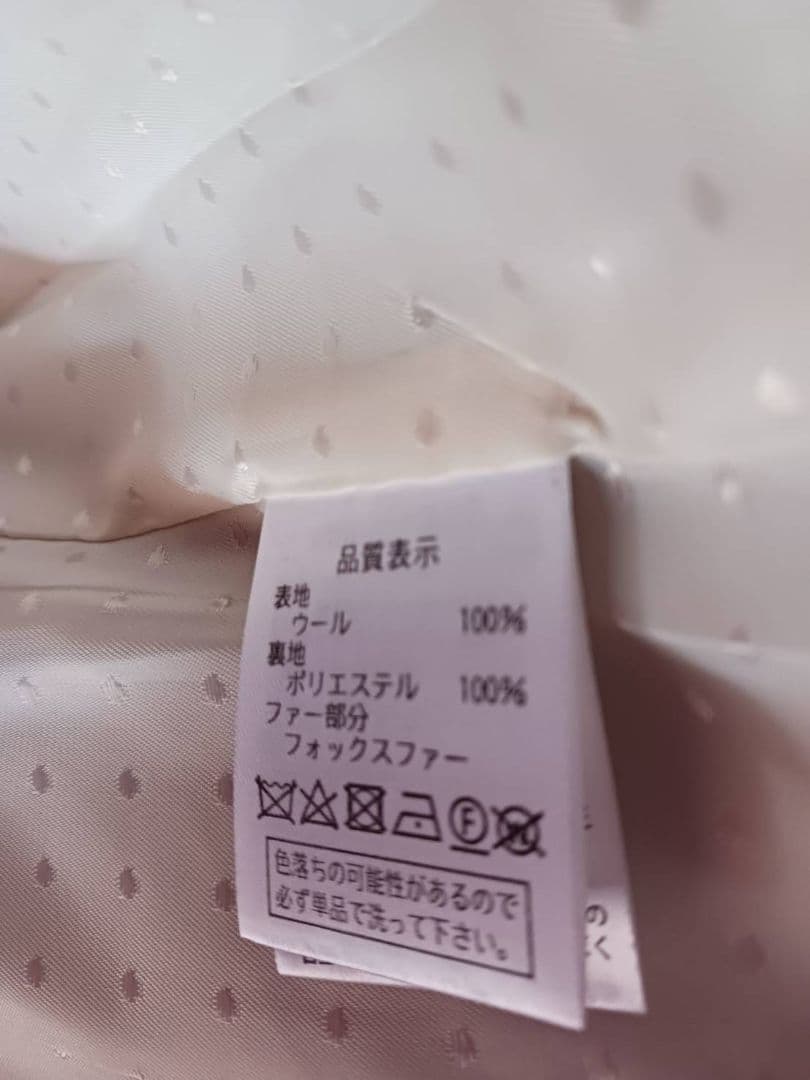 品質表示
表地
ウール 100%
裏地
ポリエステル 100%
ファー部分
フォックスファー
F
色落ちの可能性があるので
必ず単品で洗って下さい。
の
く